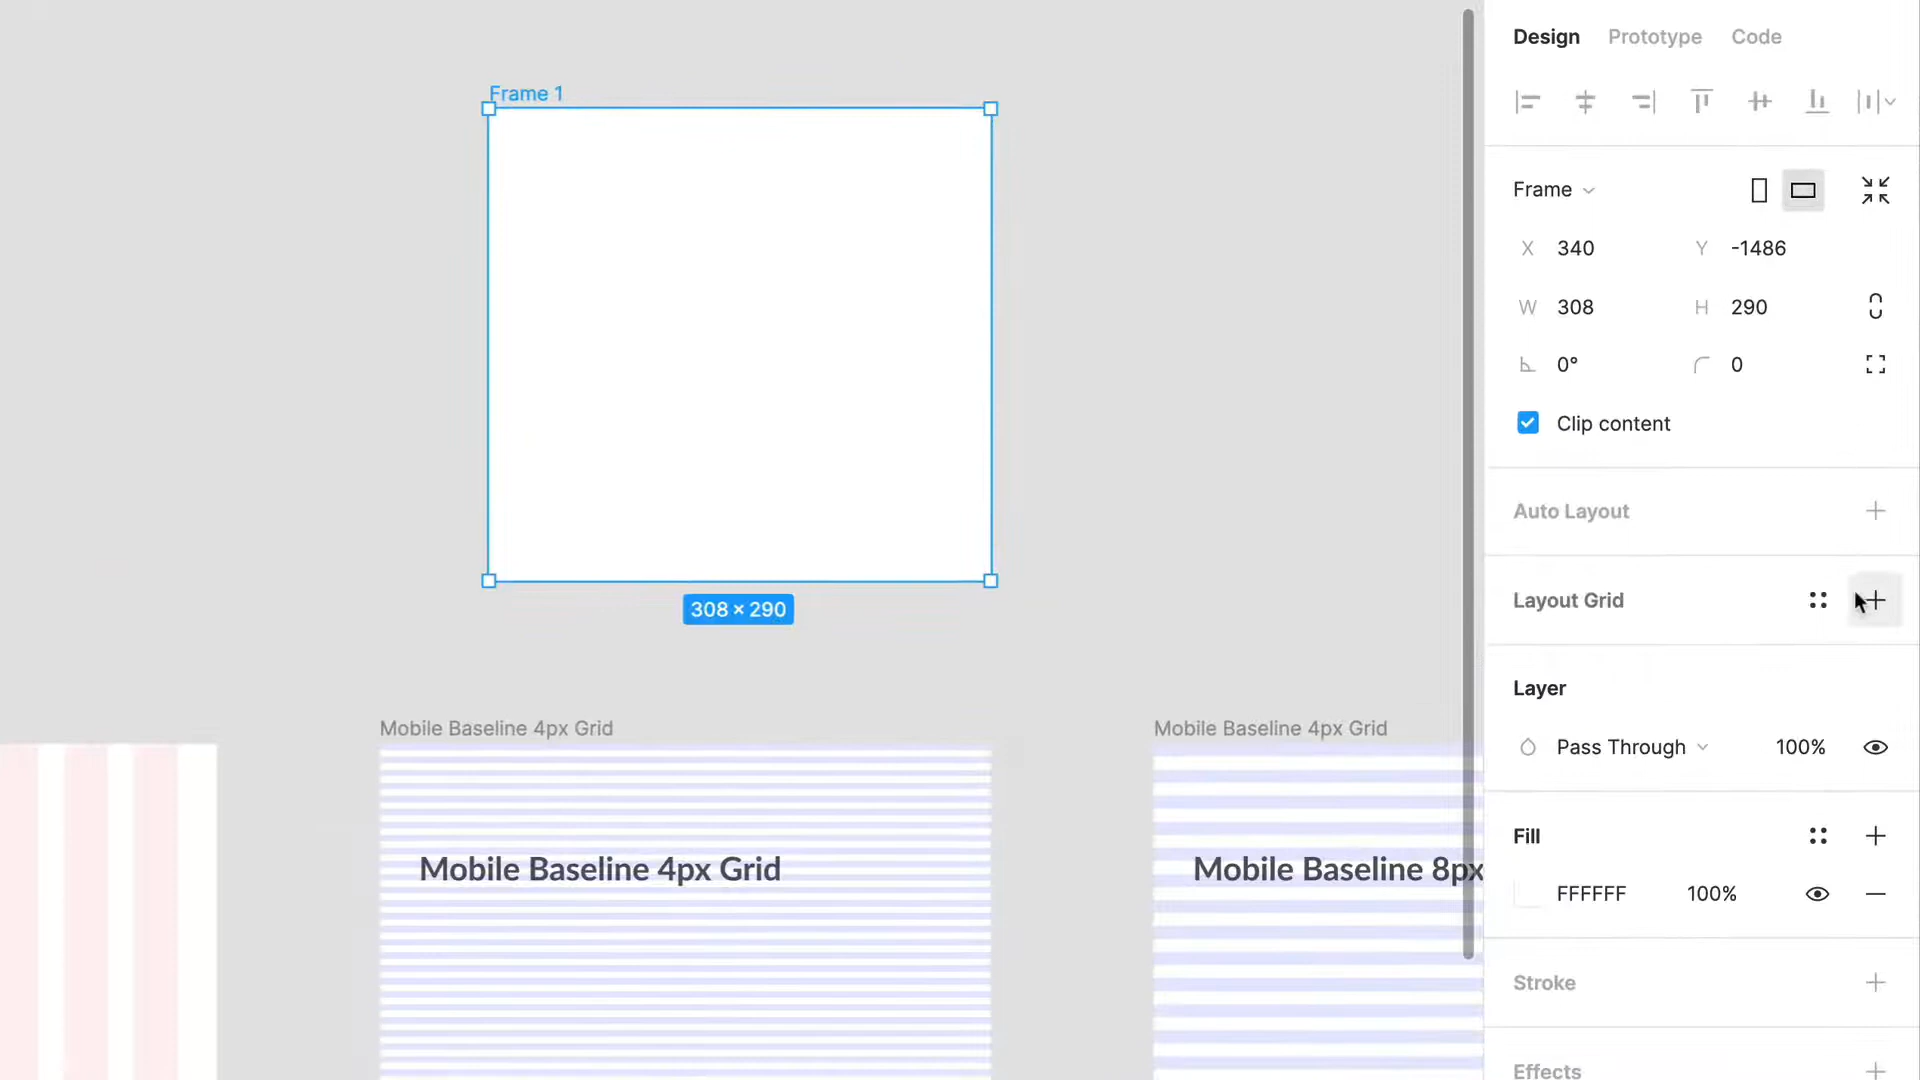 Frame 1
308 × 290
Mobile Baseline 4px Grid
Mobile Baseline 4px Grid
Mobile Baseline 4px Grid
Mobile Baseline 8px
Design Prototype Code
Frame
X 340 Y -1486
W 308 H 290
0° 0
Clip content
Auto Layout
Layout Grid
Layer
Pass Through 100%
Fill
FFFFFF 100%
Stroke
Effects